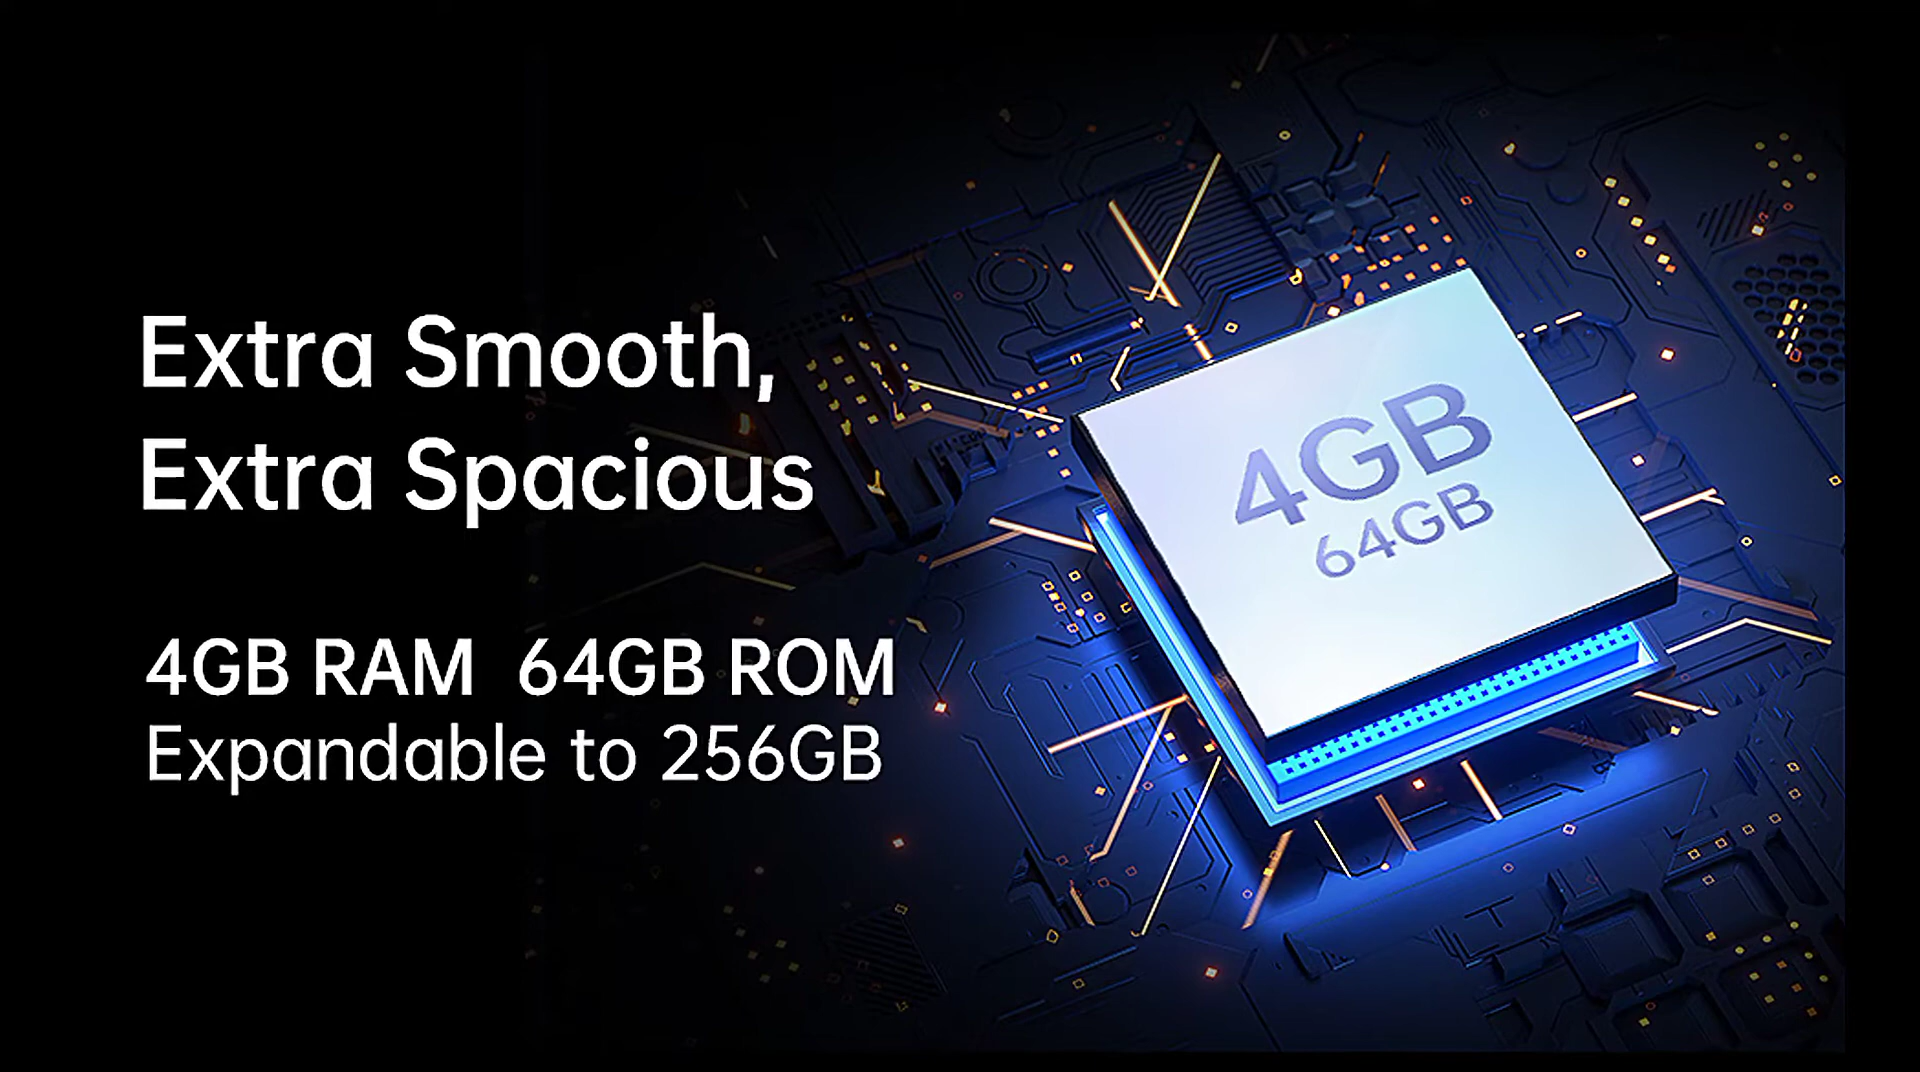 Extra Smooth,
Extra Spacious
4GB RAM 64GB ROM
Expandable to 256GB
4GB
64GB